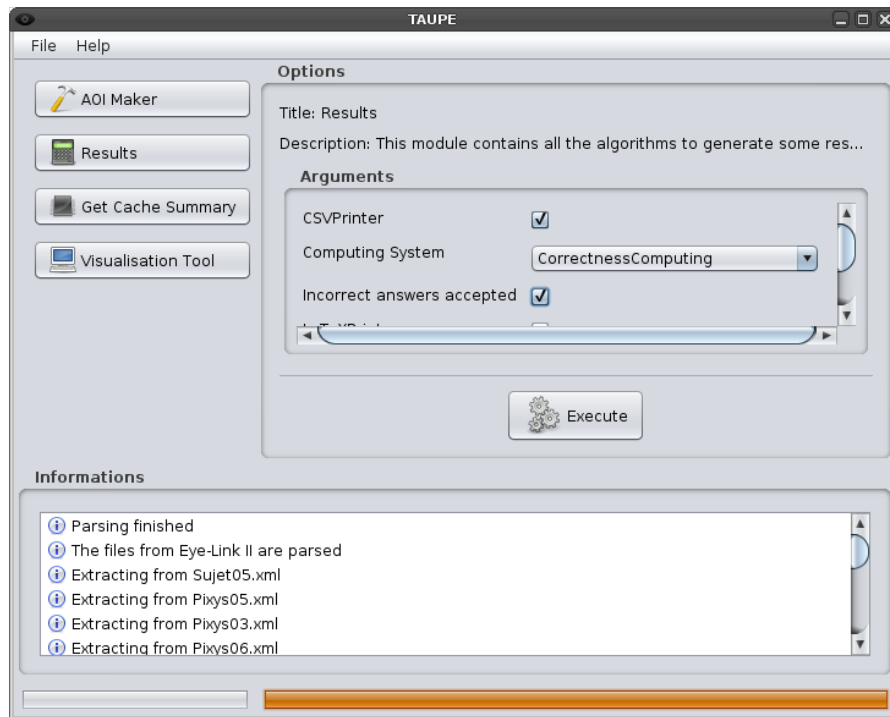 TAUPE
File Help
Options
AOI Maker
Results
Get Cache Summary
Visualisation Tool
Title: Results
Description: This module contains all the algorithms to generate some res...
Arguments
CSVPrinter
Computing System
CorrectnessComputing
Incorrect answers accepted
Execute
Informations
Parsing finished
The files from Eye-Link II are parsed
Extracting from Sujet05.xml
Extracting from Pixys05.xml
Extracting from Pixys03.xml
Extracting from Pixys06.xml